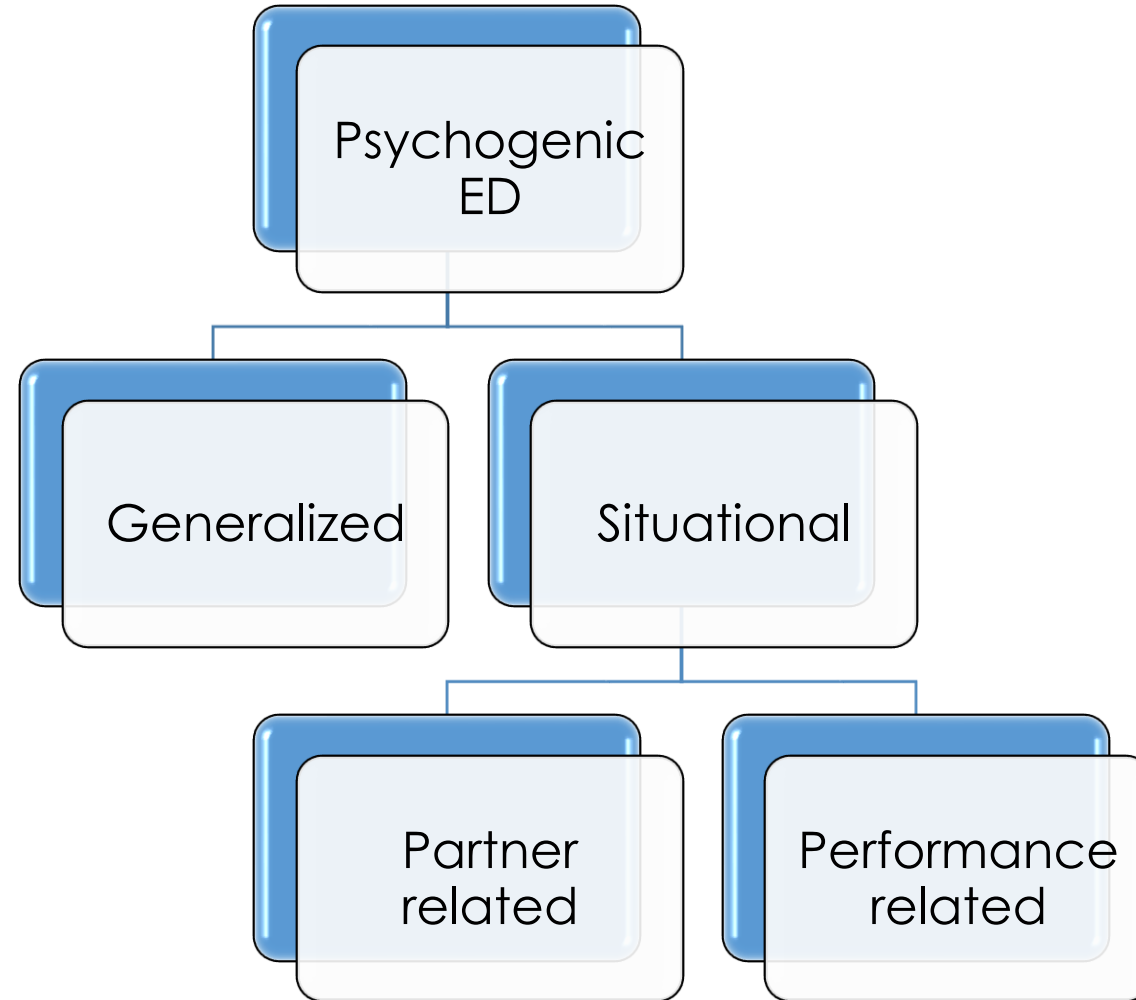 Psychogenic
ED
Generalized
Situational
Partner
related
Performance
related